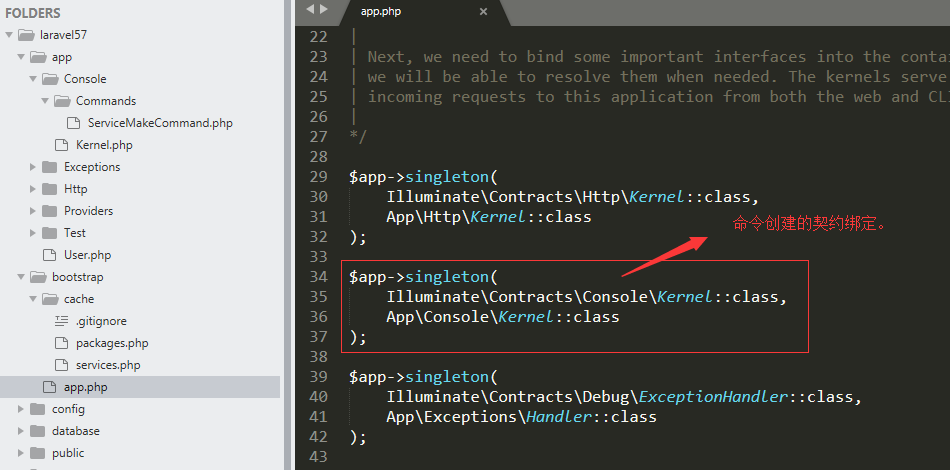 FOLDERS
laravel57
app
Console
Commands
ServiceMakeCommand.php
Kernel.php
Exceptions
Http
Providers
Test
User.php
bootstrap
cache
.gitignore
packages.php
services.php
app.php
config
database
public
app.php ×
22 |
23 | Next, we need to bind some important interfaces into the conta
24 | we will be able to resolve them when needed. The kernels serve
25 | incoming requests to this application from both the web and CL
26 |
27 */
28
29 $app->singleton(
30 Illuminate\Contracts\Http\Kernel::class,
31 App\Http\Kernel::class
32 );
33
34 $app->singleton(
35 Illuminate\Contracts\Console\Kernel::class,
36 App\Console\Kernel::class
37 );
38
39 $app->singleton(
40 Illuminate\Contracts\Debug\ExceptionHandler::class,
41 App\Exceptions\Handler::class
42 );
43
命令创建的契约绑定。